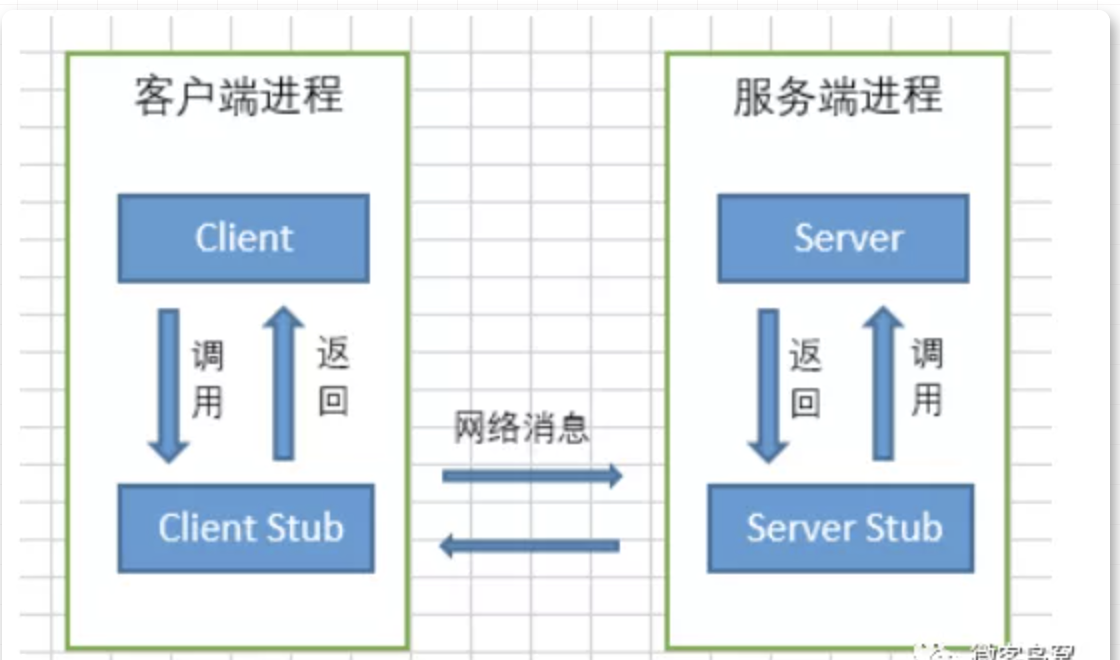 客户端进程
服务端进程
Client
Server
调用
返回
返回
调用
网络消息
Client Stub
Server Stub